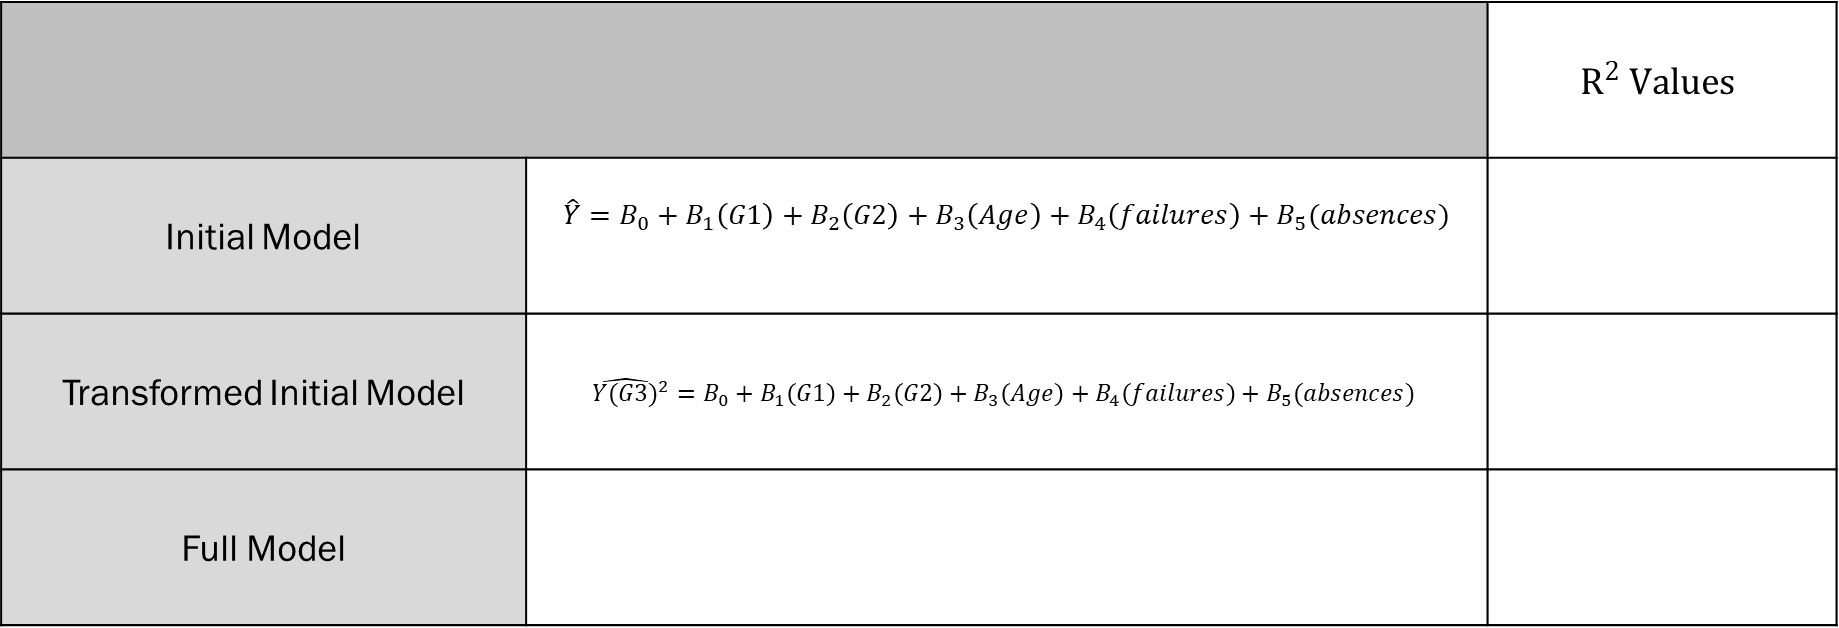 R² Values
Initial Model
Ŷ = B₀ + B₁(G1) + B₂(G2) + B₃(Age) + B₄(failures) + B₅(absences)
Transformed Initial Model
Y(G3)̂² = B₀ + B₁(G1) + B₂(G2) + B₃(Age) + B₄(failures) + B₅(absences)
Full Model